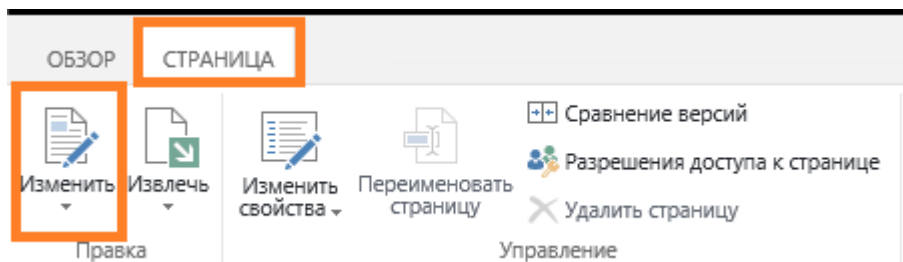 ОБЗОР СТРАНИЦА
Изменить
Извлечь
Изменить
свойства
Переименовать
страницу
Сравнение версий
Разрешения доступа к странице
Удалить страницу
Правка
Управление